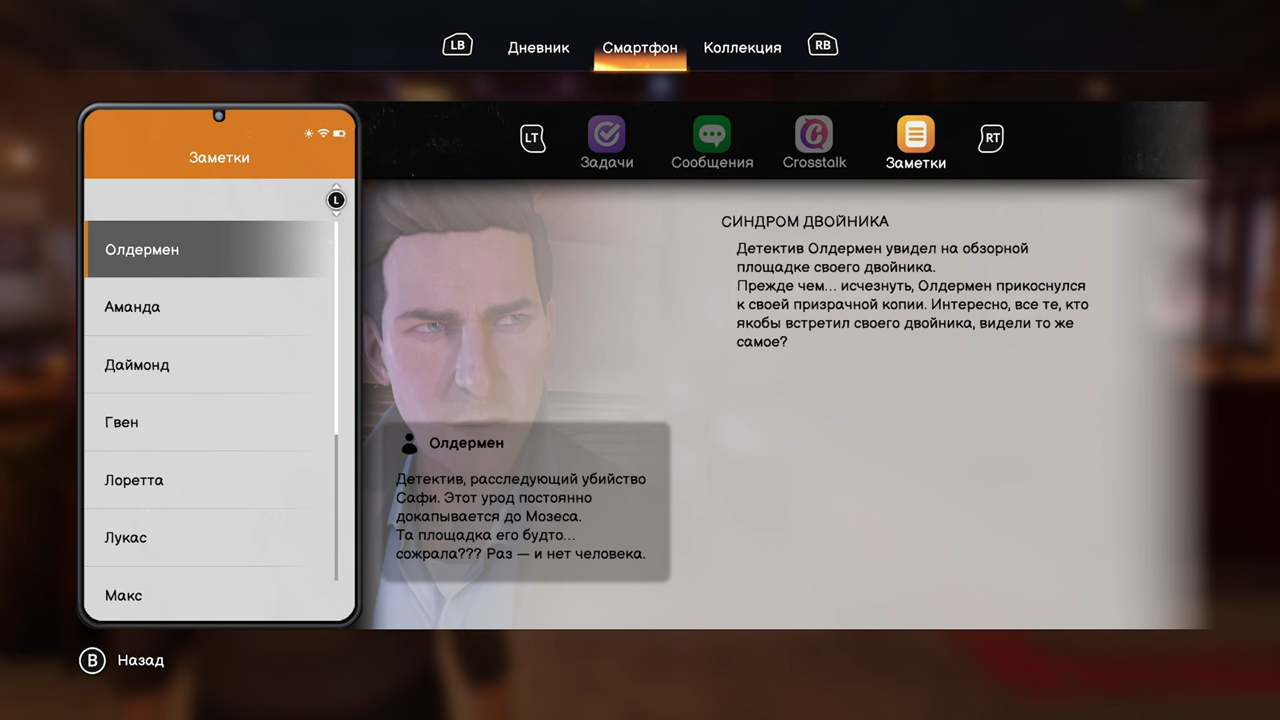 LB
Дневник
Смартфон
Коллекция
RB
Заметки
L
Олдермен
Аманда
Даймонд
Гвен
Лоретта
Лукас
Макс
LT
Задачи
Сообщения
Crosstalk
Заметки
RT
Олдермен
Детектив, расследующий убийство
Сафи. Этот урод постоянно
докапывается до Мозеса.
Та площадка его будто...
сожрала??? Раз — и нет человека.
СИНДРОМ ДВОЙНИКА
Детектив Олдермен увидел на обзорной
площадке своего двойника.
Прежде чем... исчезнуть, Олдермен прикоснулся
к своей призрачной копии. Интересно, все те, кто
якобы встретил своего двойника, видели то же
самое?
B
Назад